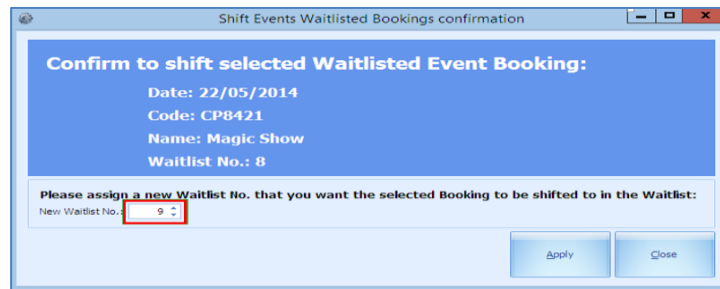 Shift Events Waitlisted Bookings confirmation
Confirm to shift selected Waitlisted Event Booking:
Date: 22/05/2014
Code: CP8421
Name: Magic Show
Waitlist No.: 8
Please assign a new Waitlist No. that you want the selected Booking to be shifted to in the Waitlist:
New Waitlist No.: 9
Apply Close